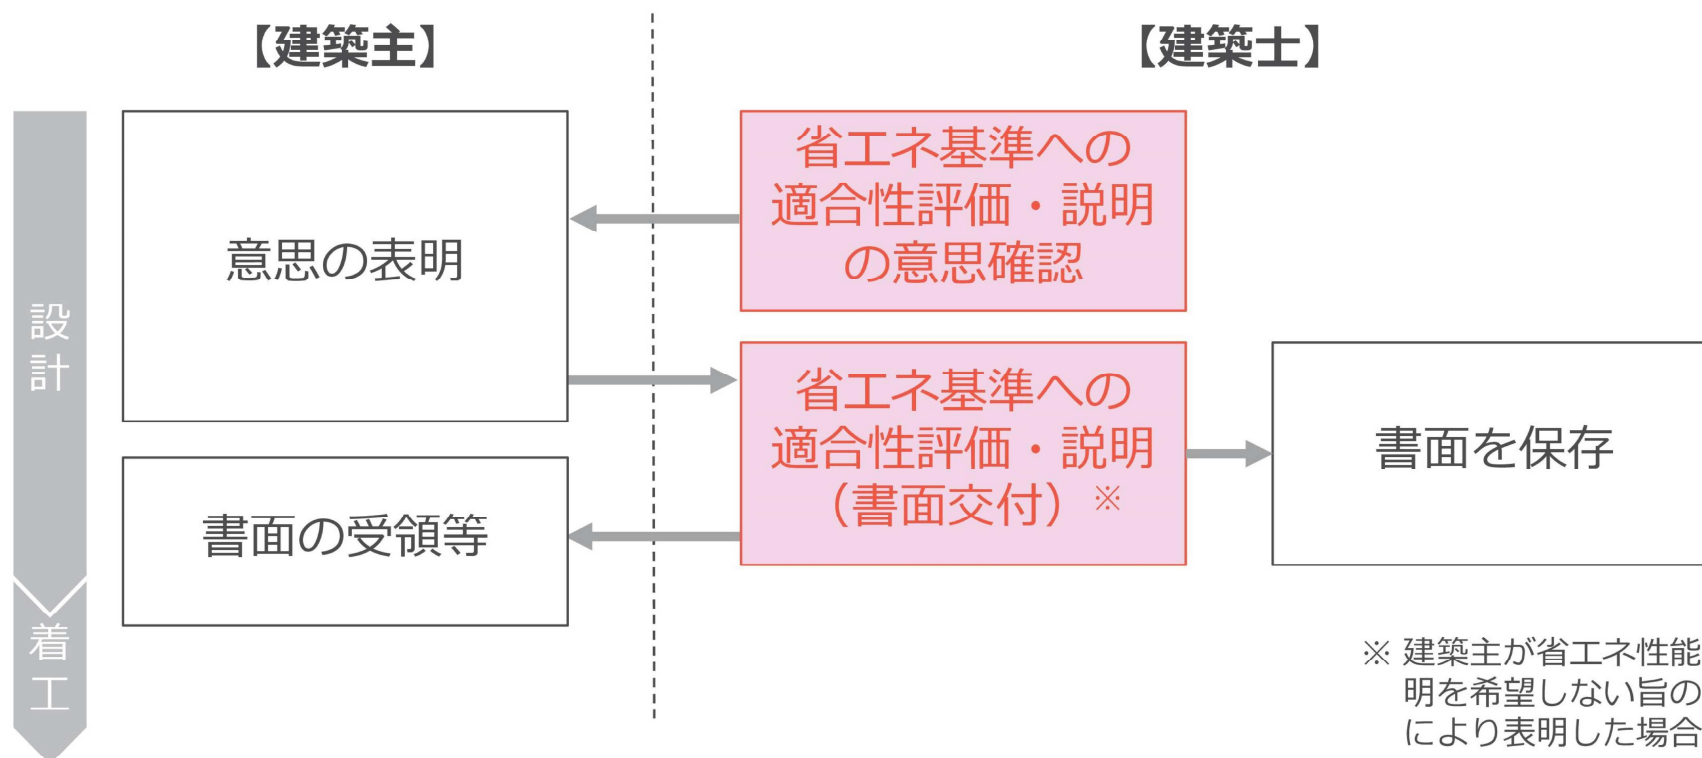 【建築主】
【建築士】
設計
着工
意思の表明
省エネ基準への
適合性評価・説明
の意思確認
省エネ基準への
適合性評価・説明
（書面交付）※
書面を保存
書面の受領等
※ 建築主が省エネ性能
明を希望しない旨の
により表明した場合